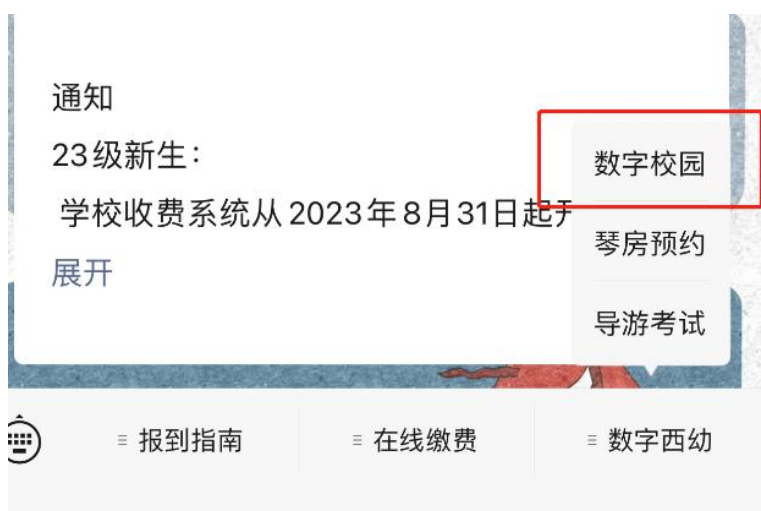 通知
23级新生：
学校收费系统从2023年8月31日起
展开
数字校园
琴房预约
导游考试
报到指南
在线缴费
数字西幼